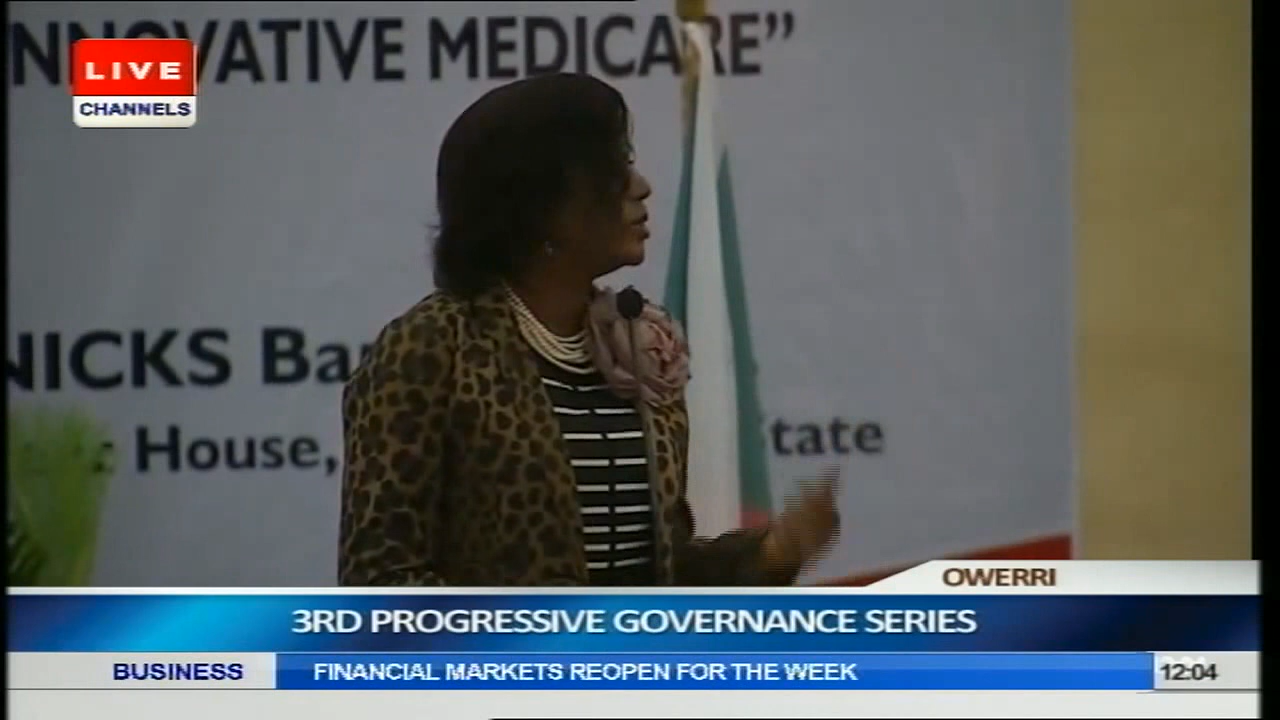 NNOVATIVE MEDICARE”
LIVE
CHANNELS
NICKS Ba
House,
tate
OWERRI
3RD PROGRESSIVE GOVERNANCE SERIES
BUSINESS
FINANCIAL MARKETS REOPEN FOR THE WEEK
12:04